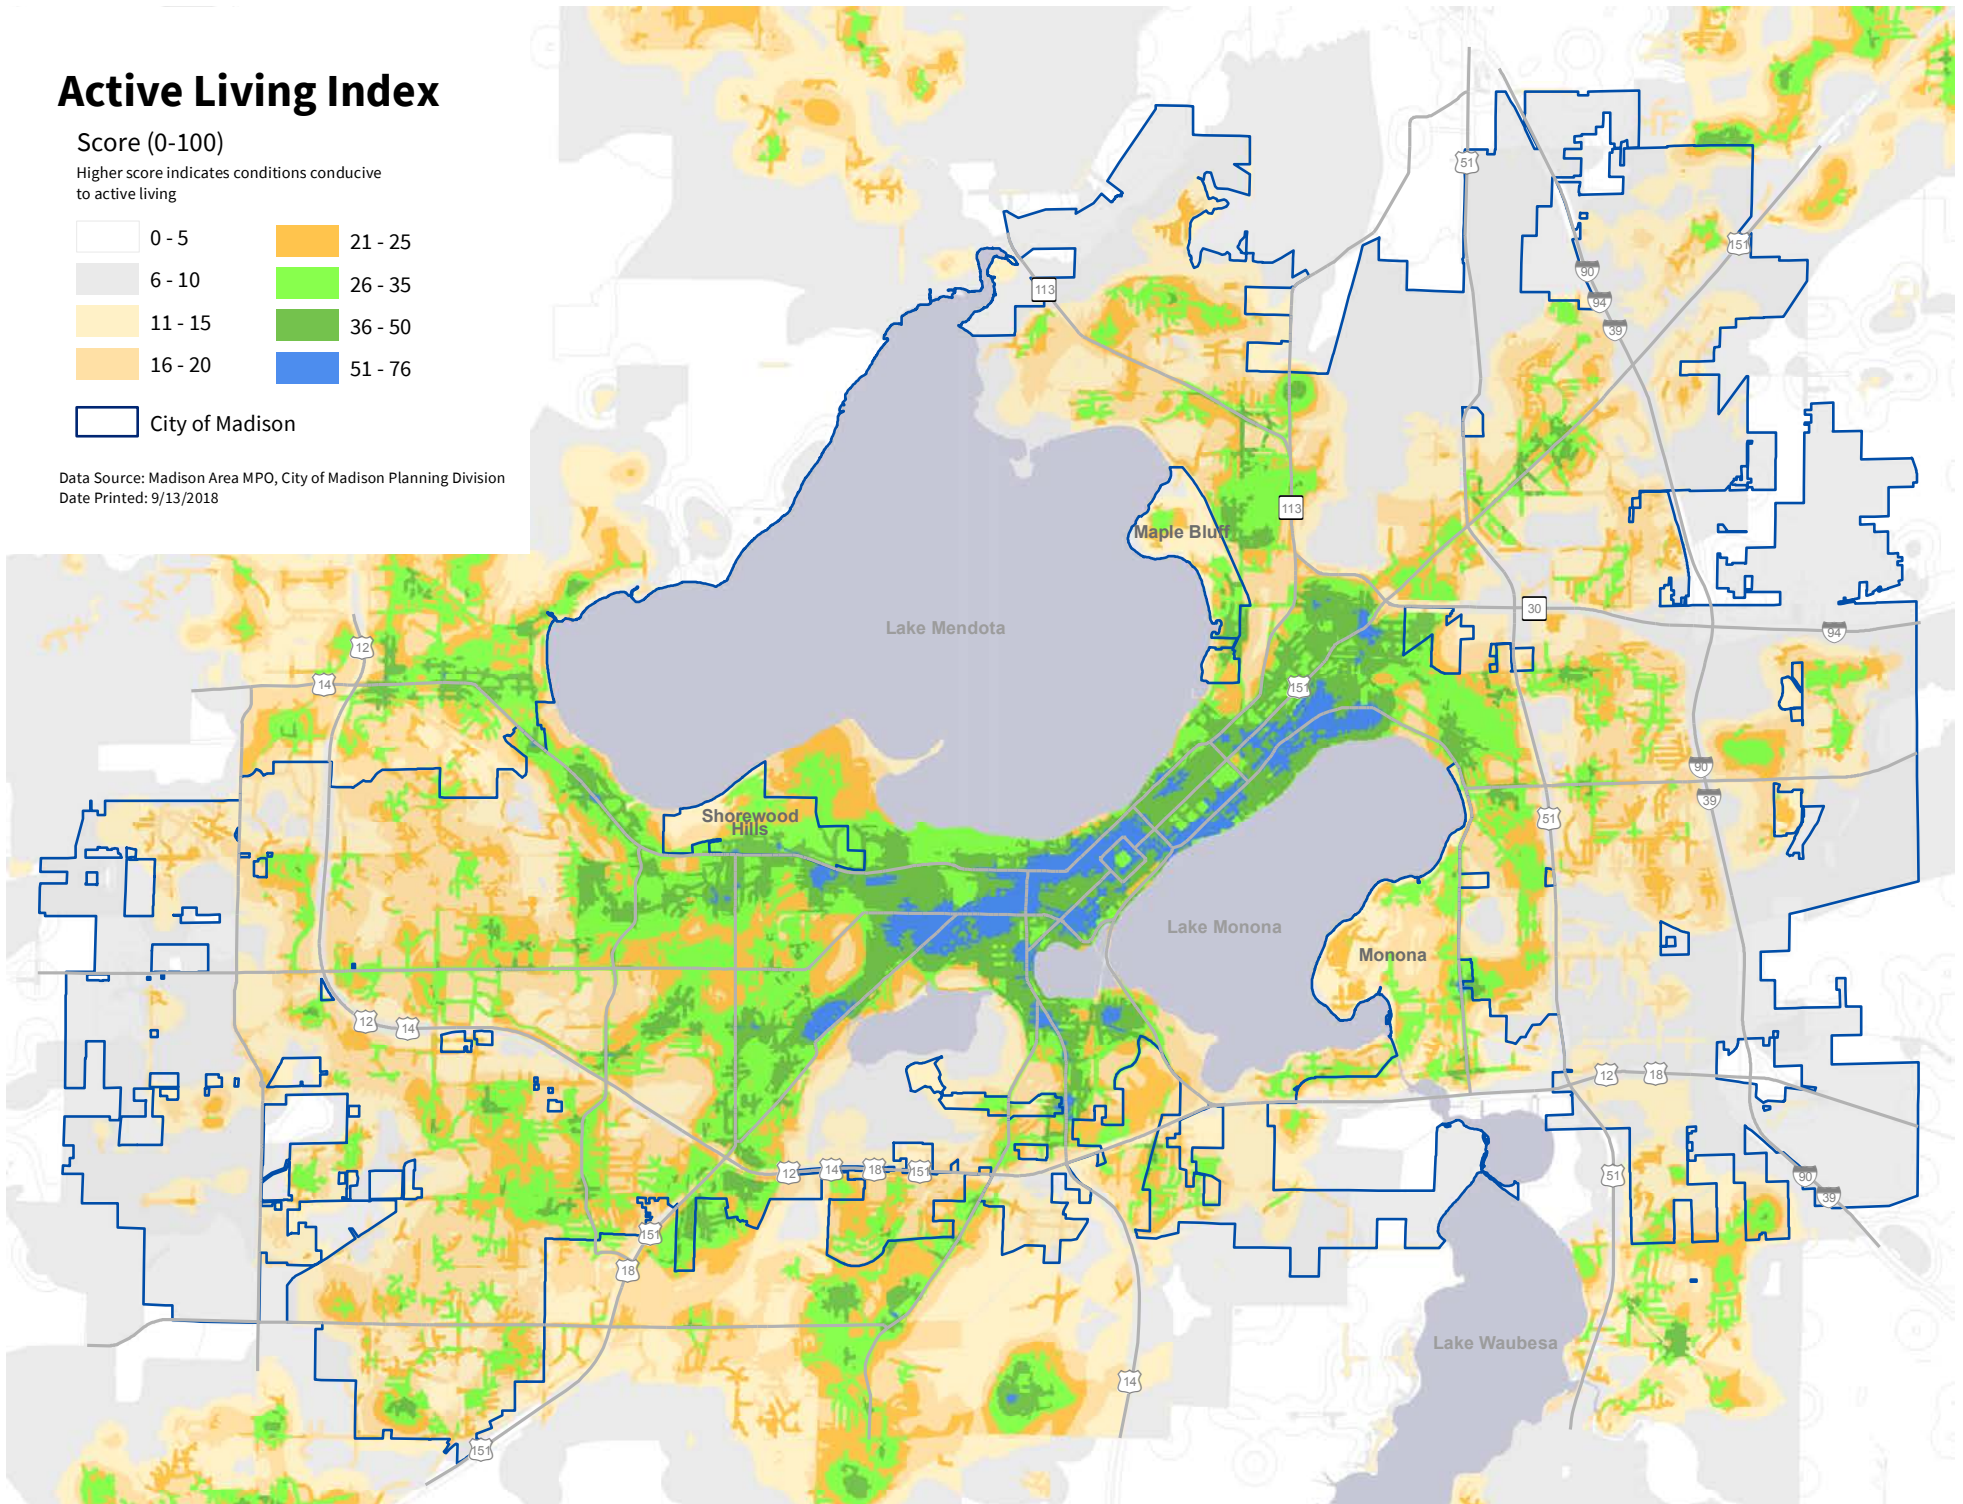 Active Living Index
Score (0-100)
Higher score indicates conditions conducive
to active living
0 - 5
6 - 10
11 - 15
16 - 20
21 - 25
26 - 35
36 - 50
51 - 76
City of Madison
Data Source: Madison Area MPO, City of Madison Planning Division
Date Printed: 9/13/2018
51
151
90
94
39
113
113
Maple Bluff
Lake Mendota
30
94
12
14
151
90
39
51
Shorewood
Hills
Lake Monona
Monona
12
14
12
18
12
14
18
151
51
90
39
151
18
Lake Waubesa
14
151